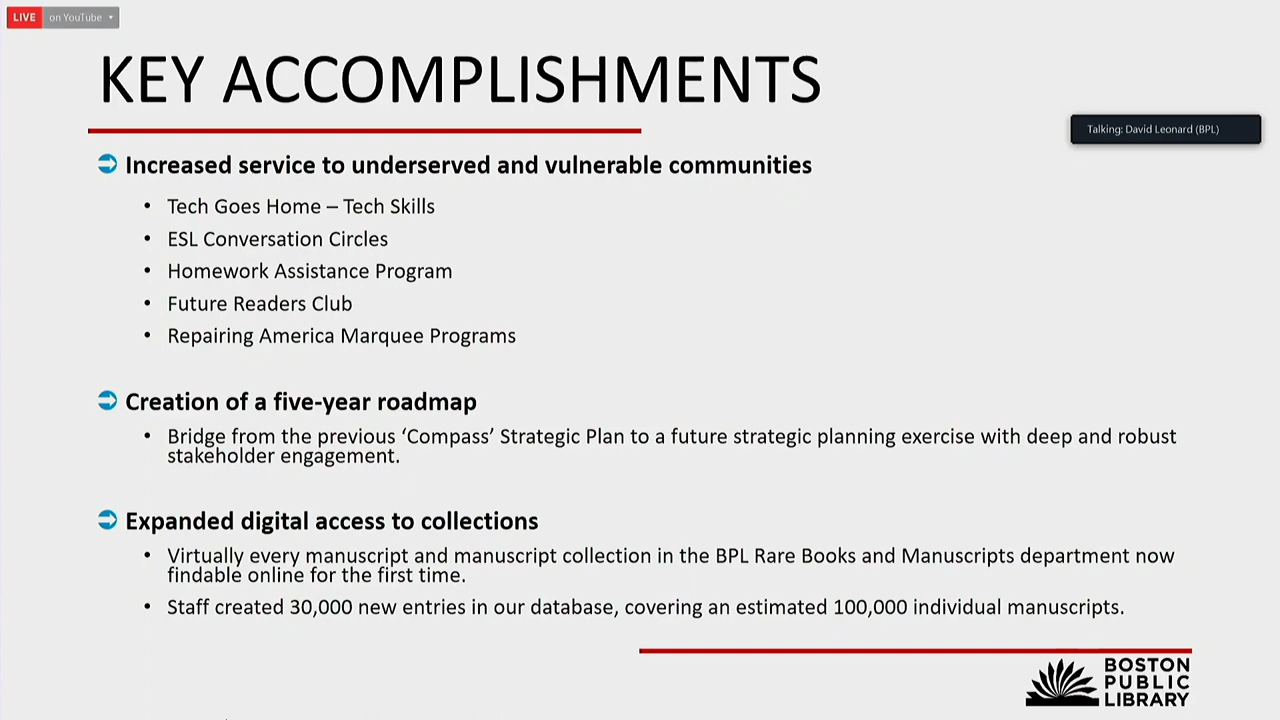 LIVE on YouTube
KEY ACCOMPLISHMENTS
Talking: David Leonard (BPL)
Increased service to underserved and vulnerable communities
• Tech Goes Home – Tech Skills
• ESL Conversation Circles
• Homework Assistance Program
• Future Readers Club
• Repairing America Marquee Programs
Creation of a five-year roadmap
• Bridge from the previous ‘Compass’ Strategic Plan to a future strategic planning exercise with deep and robust
stakeholder engagement.
Expanded digital access to collections
• Virtually every manuscript and manuscript collection in the BPL Rare Books and Manuscripts department now
findable online for the first time.
• Staff created 30,000 new entries in our database, covering an estimated 100,000 individual manuscripts.
BOSTON
PUBLIC
LIBRARY